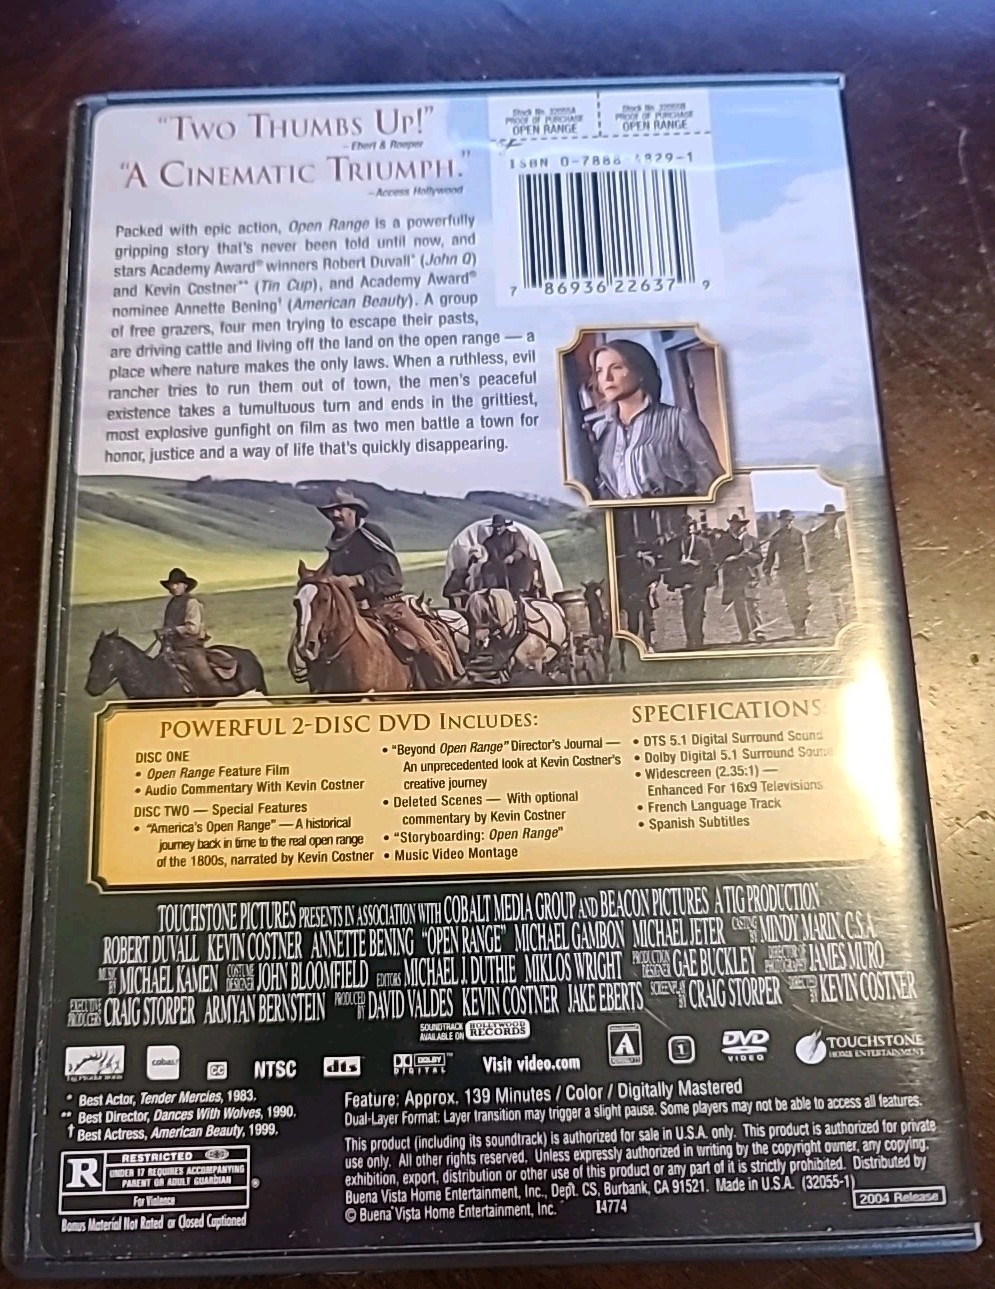 "TWO THUMBS UP!"
- Ebert & Roeper
"A CINEMATIC TRIUMPH."
- Access Hollywood
PROOF OF PURCHASE
OPEN RANGE
PROOF OF PURCHASE
OPEN RANGE
ISBN 0-7888 4829-1
7 86936 22637 9
Packed with epic action, Open Range is a powerfully
gripping story that's never been told until now, and
stars Academy Award® winners Robert Duvall* (John Q)
and Kevin Costner** (Tin Cup), and Academy Award®
nominee Annette Bening† (American Beauty). A group
of free grazers, four men trying to escape their pasts,
are driving cattle and living off the land on the open range — a
place where nature makes the only laws. When a ruthless, evil
rancher tries to run them out of town, the men's peaceful
existence takes a tumultuous turn and ends in the grittiest,
most explosive gunfight on film as two men battle a town for
honor, justice and a way of life that's quickly disappearing.
POWERFUL 2-DISC DVD INCLUDES:
DISC ONE
• Open Range Feature Film
• Audio Commentary With Kevin Costner
DISC TWO — Special Features
• "America's Open Range" — A historical
journey back in time to the real open range
of the 1800s, narrated by Kevin Costner
• "Beyond Open Range" Director's Journal —
An unprecedented look at Kevin Costner's
creative journey
• Deleted Scenes — With optional
commentary by Kevin Costner
• "Storyboarding: Open Range"
• Music Video Montage
SPECIFICATIONS
• DTS 5.1 Digital Surround Sound
• Dolby Digital 5.1 Surround Sound
• Widescreen (2.35:1) —
Enhanced For 16x9 Televisions
• French Language Track
• Spanish Subtitles
TOUCHSTONE PICTURES PRESENTS IN ASSOCIATION WITH COBALT MEDIA GROUP AND BEACON PICTURES A TIG PRODUCTION
ROBERT DUVALL KEVIN COSTNER ANNETTE BENING "OPEN RANGE" MICHAEL GAMBON MICHAEL JETER CASTING BY MINDY MARIN, C.S.A.
MUSIC BY MICHAEL KAMEN COSTUME DESIGNER JOHN BLOOMFIELD EDITORS MICHAEL J. DUTHIE MIKLOS WRIGHT PRODUCTION DESIGNER GAE BUCKLEY DIRECTOR OF PHOTOGRAPHY JAMES MURO
EXECUTIVE PRODUCERS CRAIG STORPER ARMYAN BERNSTEIN PRODUCED BY DAVID VALDES KEVIN COSTNER JAKE EBERTS SCREENPLAY BY CRAIG STORPER DIRECTED BY KEVIN COSTNER
SOUNDTRACK AVAILABLE ON HOLLYWOOD RECORDS
cobalt
CC
NTSC
dts
DOLBY DIGITAL
Visit video.com
A
1
DVD VIDEO
TOUCHSTONE
HOME ENTERTAINMENT
* Best Actor, Tender Mercies, 1983.
** Best Director, Dances With Wolves, 1990.
† Best Actress, American Beauty, 1999.
R
RESTRICTED
UNDER 17 REQUIRES ACCOMPANYING
PARENT OR ADULT GUARDIAN
®
For Violence
Bonus Material Not Rated or Closed Captioned
Feature: Approx. 139 Minutes / Color / Digitally Mastered
Dual-Layer Format: Layer transition may trigger a slight pause. Some players may not be able to access all features.
This product (including its soundtrack) is authorized for sale in U.S.A. only. This product is authorized for private
use only. All other rights reserved. Unless expressly authorized in writing by the copyright owner, any copying,
exhibition, export, distribution or other use of this product or any part of it is strictly prohibited. Distributed by
Buena Vista Home Entertainment, Inc., Dept. CS, Burbank, CA 91521. Made in U.S.A. (32055-1)
© Buena Vista Home Entertainment, Inc. 14774
2004 Release